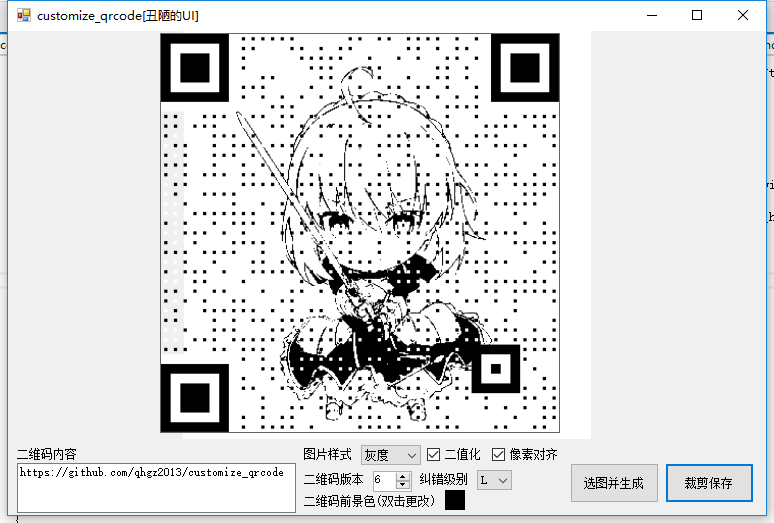 customize_qrcode[丑陋的UI]
二维码内容
https://github.com/qhgz2013/customize_qrcode
图片样式 灰度 二值化 像素对齐
二维码版本 6 纠错级别 L
二维码前景色(双击更改)
选图并生成 裁剪保存